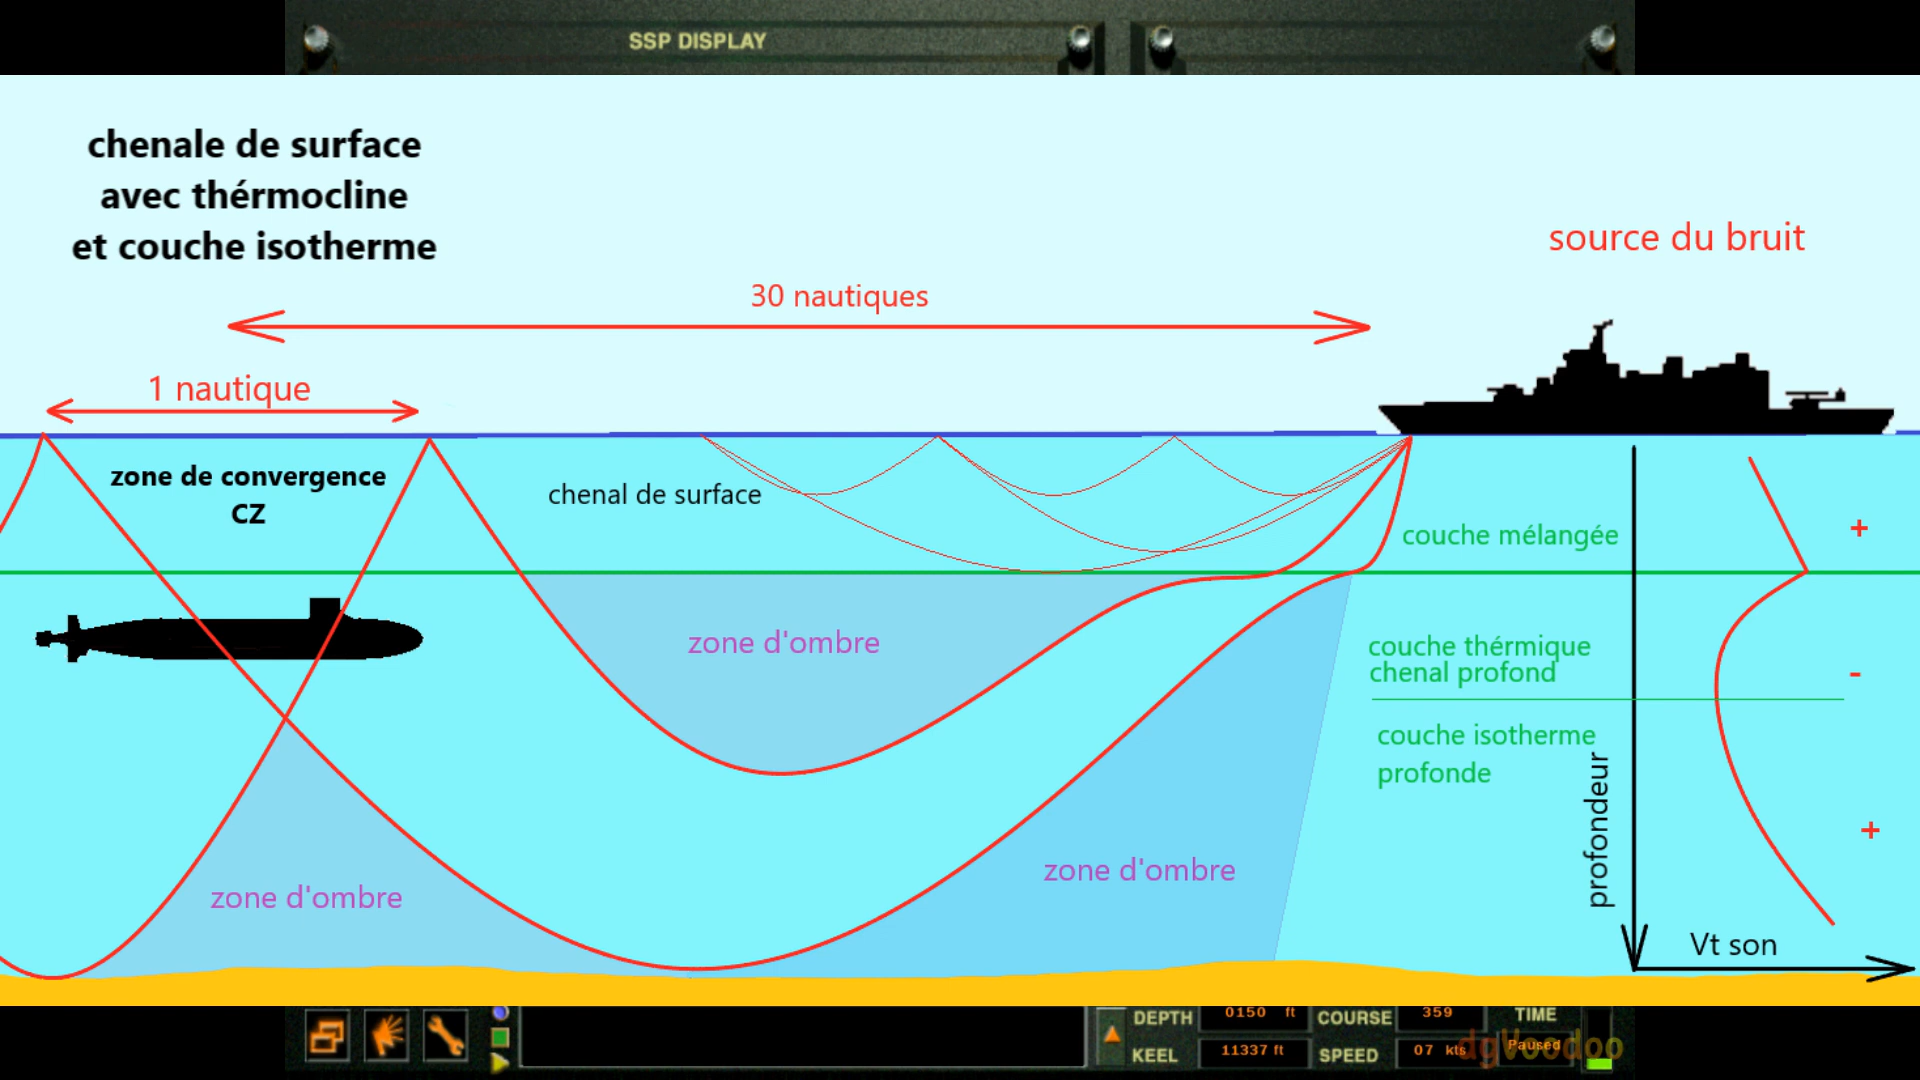 SSP DISPLAY
chenale de surface
avec thérmocline
et couche isotherme
source du bruit
30 nautiques
1 nautique
zone de convergence
CZ
chenal de surface
couche mélangée
+
zone d'ombre
couche thérmique
chenal profond
-
couche isotherme
profonde
profondeur
+
zone d'ombre
zone d'ombre
Vt son
DEPTH 0150 ft COURSE 359 TIME
KEEL 11337 ft SPEED 07 kts Paused
dgVoodoo